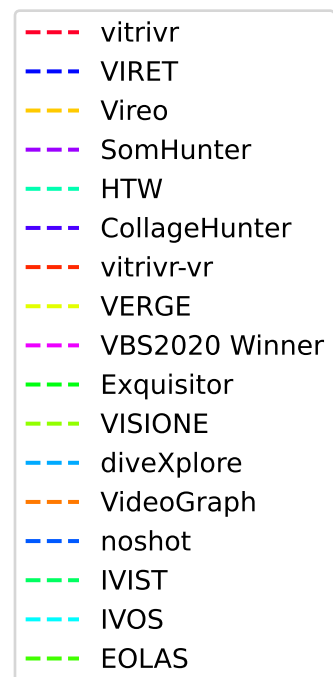 vitrivr
VIRET
Vireo
SomHunter
HTW
CollageHunter
vitrivr-vr
VERGE
VBS2020 Winner
Exquisitor
VISIONE
diveXplore
VideoGraph
noshot
IVIST
IVOS
EOLAS